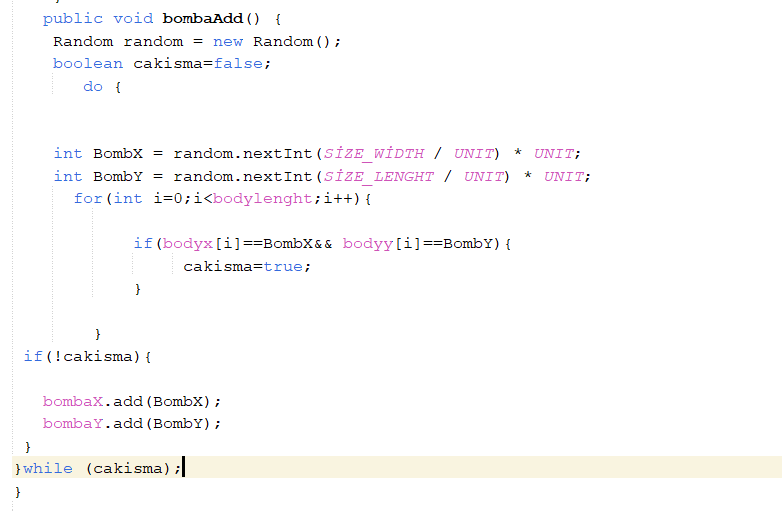 }
public void bombaAdd() {
Random random = new Random();
boolean cakisma=false;
do {
int BombX = random.nextInt(SİZE_WİDTH / UNIT) * UNIT;
int BombY = random.nextInt(SİZE_LENGHT / UNIT) * UNIT;
for(int i=0;i<bodylenght;i++){
if(bodyx[i]==BombX&& bodyy[i]==BombY){
cakisma=true;
}
}
if(!cakisma){
bombaX.add(BombX);
bombaY.add(BombY);
}
}while (cakisma);
}